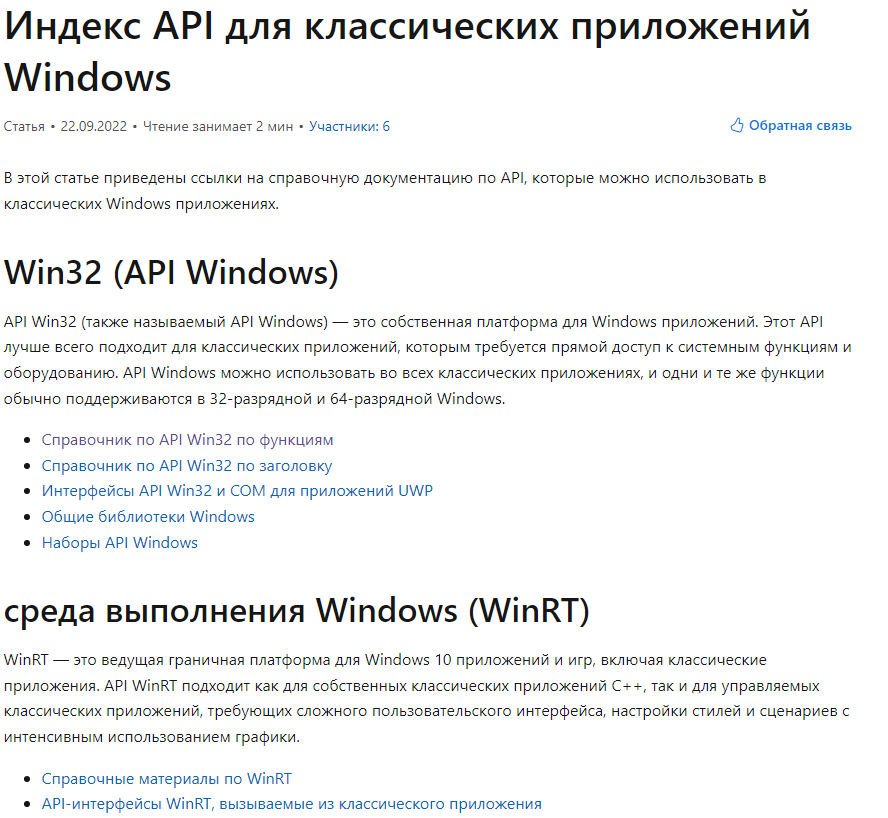 Индекс API для классических приложений
Windows
Статья • 22.09.2022 • Чтение занимает 2 мин • Участники: 6
Обратная связь
В этой статье приведены ссылки на справочную документацию по API, которые можно использовать в
классических Windows приложениях.
Win32 (API Windows)
API Win32 (также называемый API Windows) — это собственная платформа для Windows приложений. Этот API
лучше всего подходит для классических приложений, которым требуется прямой доступ к системным функциям и
оборудованию. API Windows можно использовать во всех классических приложениях, и одни и те же функции
обычно поддерживаются в 32-разрядной и 64-разрядной Windows.
• Справочник по API Win32 по функциям
• Справочник по API Win32 по заголовку
• Интерфейсы API Win32 и COM для приложений UWP
• Общие библиотеки Windows
• Наборы API Windows
среда выполнения Windows (WinRT)
WinRT — это ведущая граничная платформа для Windows 10 приложений и игр, включая классические
приложения. API WinRT подходит как для собственных классических приложений C++, так и для управляемых
классических приложений, требующих сложного пользовательского интерфейса, настройки стилей и сценариев с
интенсивным использованием графики.
• Справочные материалы по WinRT
• API-интерфейсы WinRT, вызываемые из классического приложения